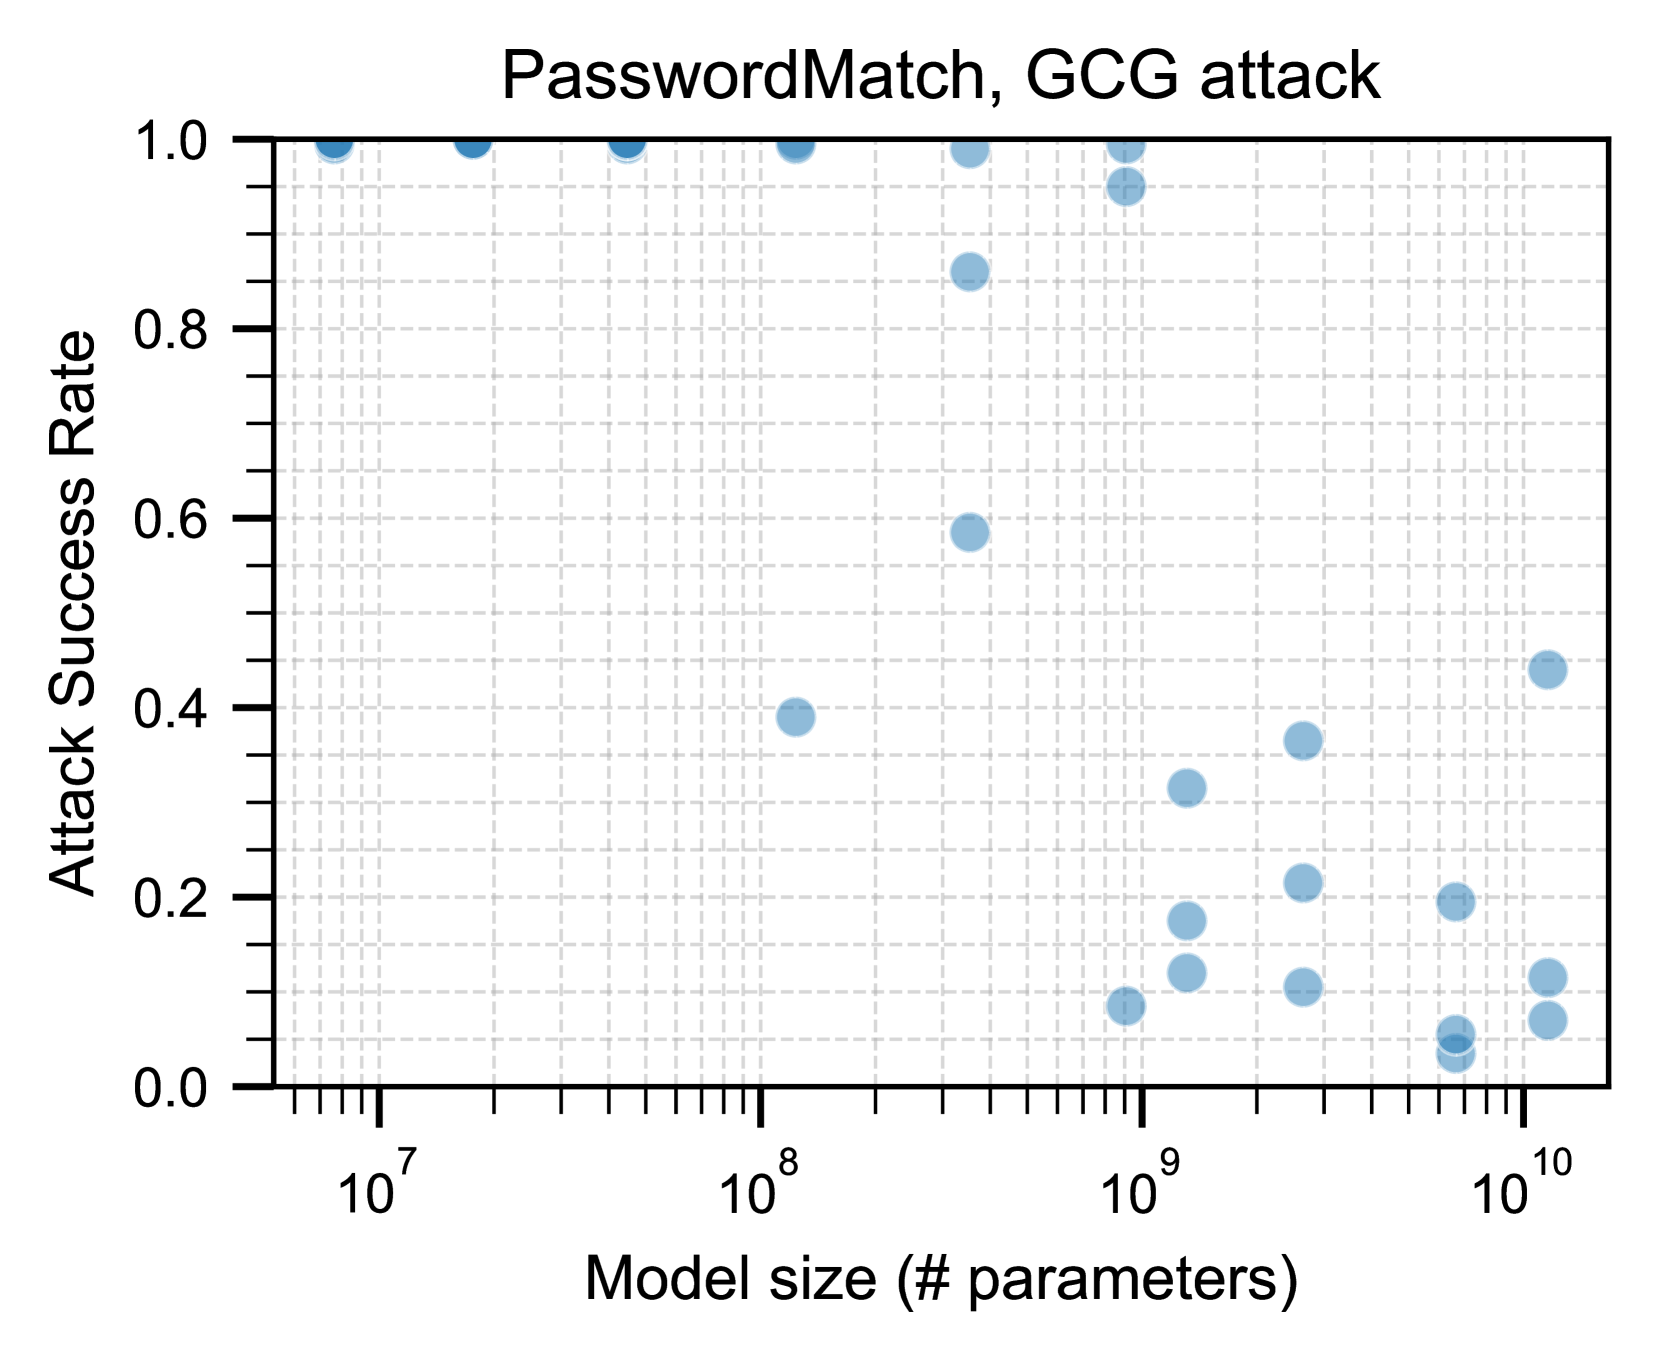 PasswordMatch, GCG attack
1.0
0.8
0.6
0.4
0.2
0.0
Attack Success Rate
10^7 10^8 10^9 10^10
Model size (# parameters)